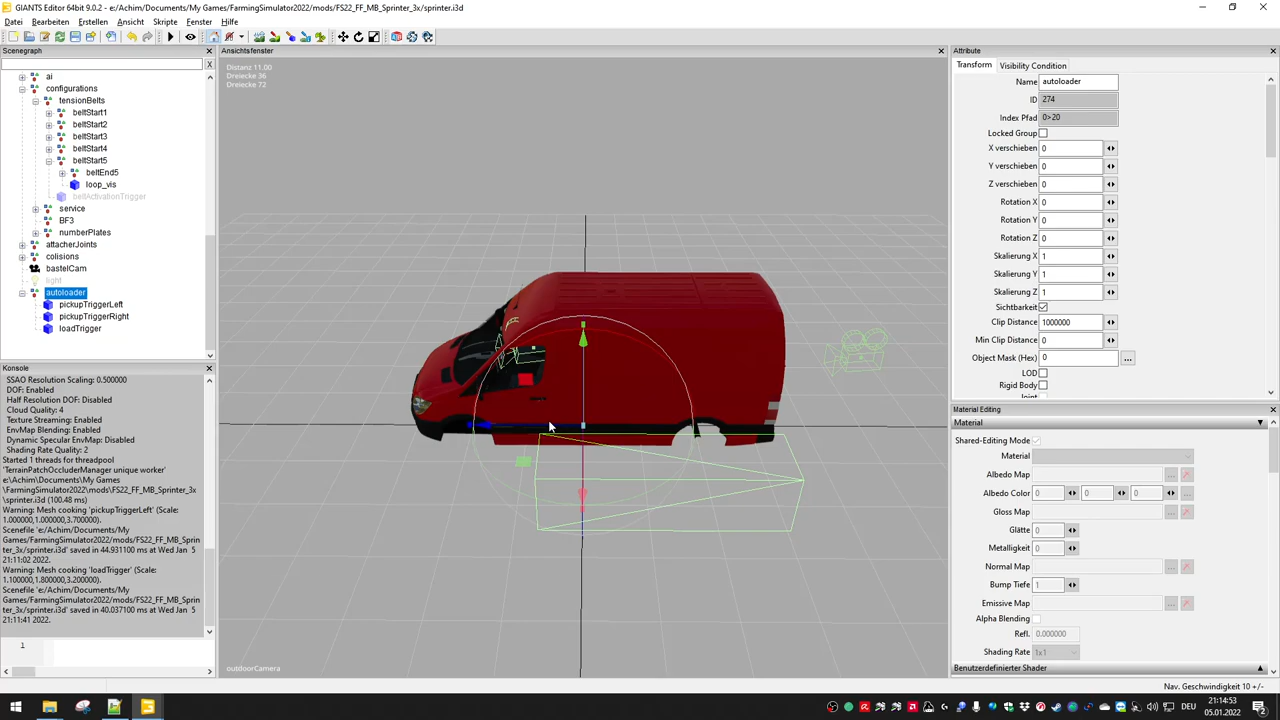 GIANTS Editor 64bit 9.0.2 - e:/Achim/Documents/My Games/FarmingSimulator2022/mods/FS22_FF_MB_Sprinter_3x/sprinter.i3d
Datei Bearbeiten Erstellen Ansicht Skripte Fenster Hilfe
Scenegraph
X
ai
configurations
tensionBelts
beltStart1
beltStart2
beltStart3
beltStart4
beltStart5
beltEnd5
loop_vis
beltActivationTrigger
service
BF3
numberPlates
attacherJoints
colisions
bastelCam
light
autoloader
pickupTriggerLeft
pickupTriggerRight
loadTrigger
Konsole
SSAO Resolution Scaling: 0.500000
DOF: Enabled
Half Resolution DOF: Disabled
Cloud Quality: 4
Texture Streaming: Enabled
EnvMap Blending: Enabled
Dynamic Specular EnvMap: Disabled
Shading Rate Quality: 2
Started 1 threads for threadpool
'TerrainPatchOccluderManager unique worker'
e:\Achim\Documents\My Games
\FarmingSimulator2022\mods\FS22_FF_MB_Sprinter_3x
\sprinter.i3d (100.48 ms)
Warning: Mesh cooking 'pickupTriggerLeft' (Scale:
1.000000,1.000000,3.700000).
Scenefile 'e:/Achim/Documents/My
Games/FarmingSimulator2022/mods/FS22_FF_MB_Sprin
ter_3x/sprinter.i3d' saved in 44.931100 ms at Wed Jan 5
21:11:02 2022.
Warning: Mesh cooking 'loadTrigger' (Scale:
1.100000,1.800000,3.200000).
Scenefile 'e:/Achim/Documents/My
Games/FarmingSimulator2022/mods/FS22_FF_MB_Sprin
ter_3x/sprinter.i3d' saved in 40.037100 ms at Wed Jan 5
21:11:41 2022.
1
Ansichtsfenster
Distanz 11.00
Dreiecke 36
Dreiecke 72
outdoorCamera
Attribute
Transform Visibility Condition
Name autoloader
ID 274
Index Pfad 0>20
Locked Group
X verschieben 0
Y verschieben 0
Z verschieben 0
Rotation X 0
Rotation Y 0
Rotation Z 0
Skalierung X 1
Skalierung Y 1
Skalierung Z 1
Sichtbarkeit
Clip Distance 1000000
Min Clip Distance 0
Object Mask (Hex) 0 ...
LOD
Rigid Body
Joint
Material Editing
Material
Shared-Editing Mode
Material
Albedo Map ...
Albedo Color 0 0 0 ...
Gloss Map ...
Glätte 0
Metalligkeit 0
Normal Map ...
Bump Tiefe 1
Emissive Map ...
Alpha Blending
Refl. 0.000000
Shading Rate 1x1
Benutzerdefinierter Shader
Nav. Geschwindigkeit 10 +/-
DEU
21:14:53
05.01.2022
2